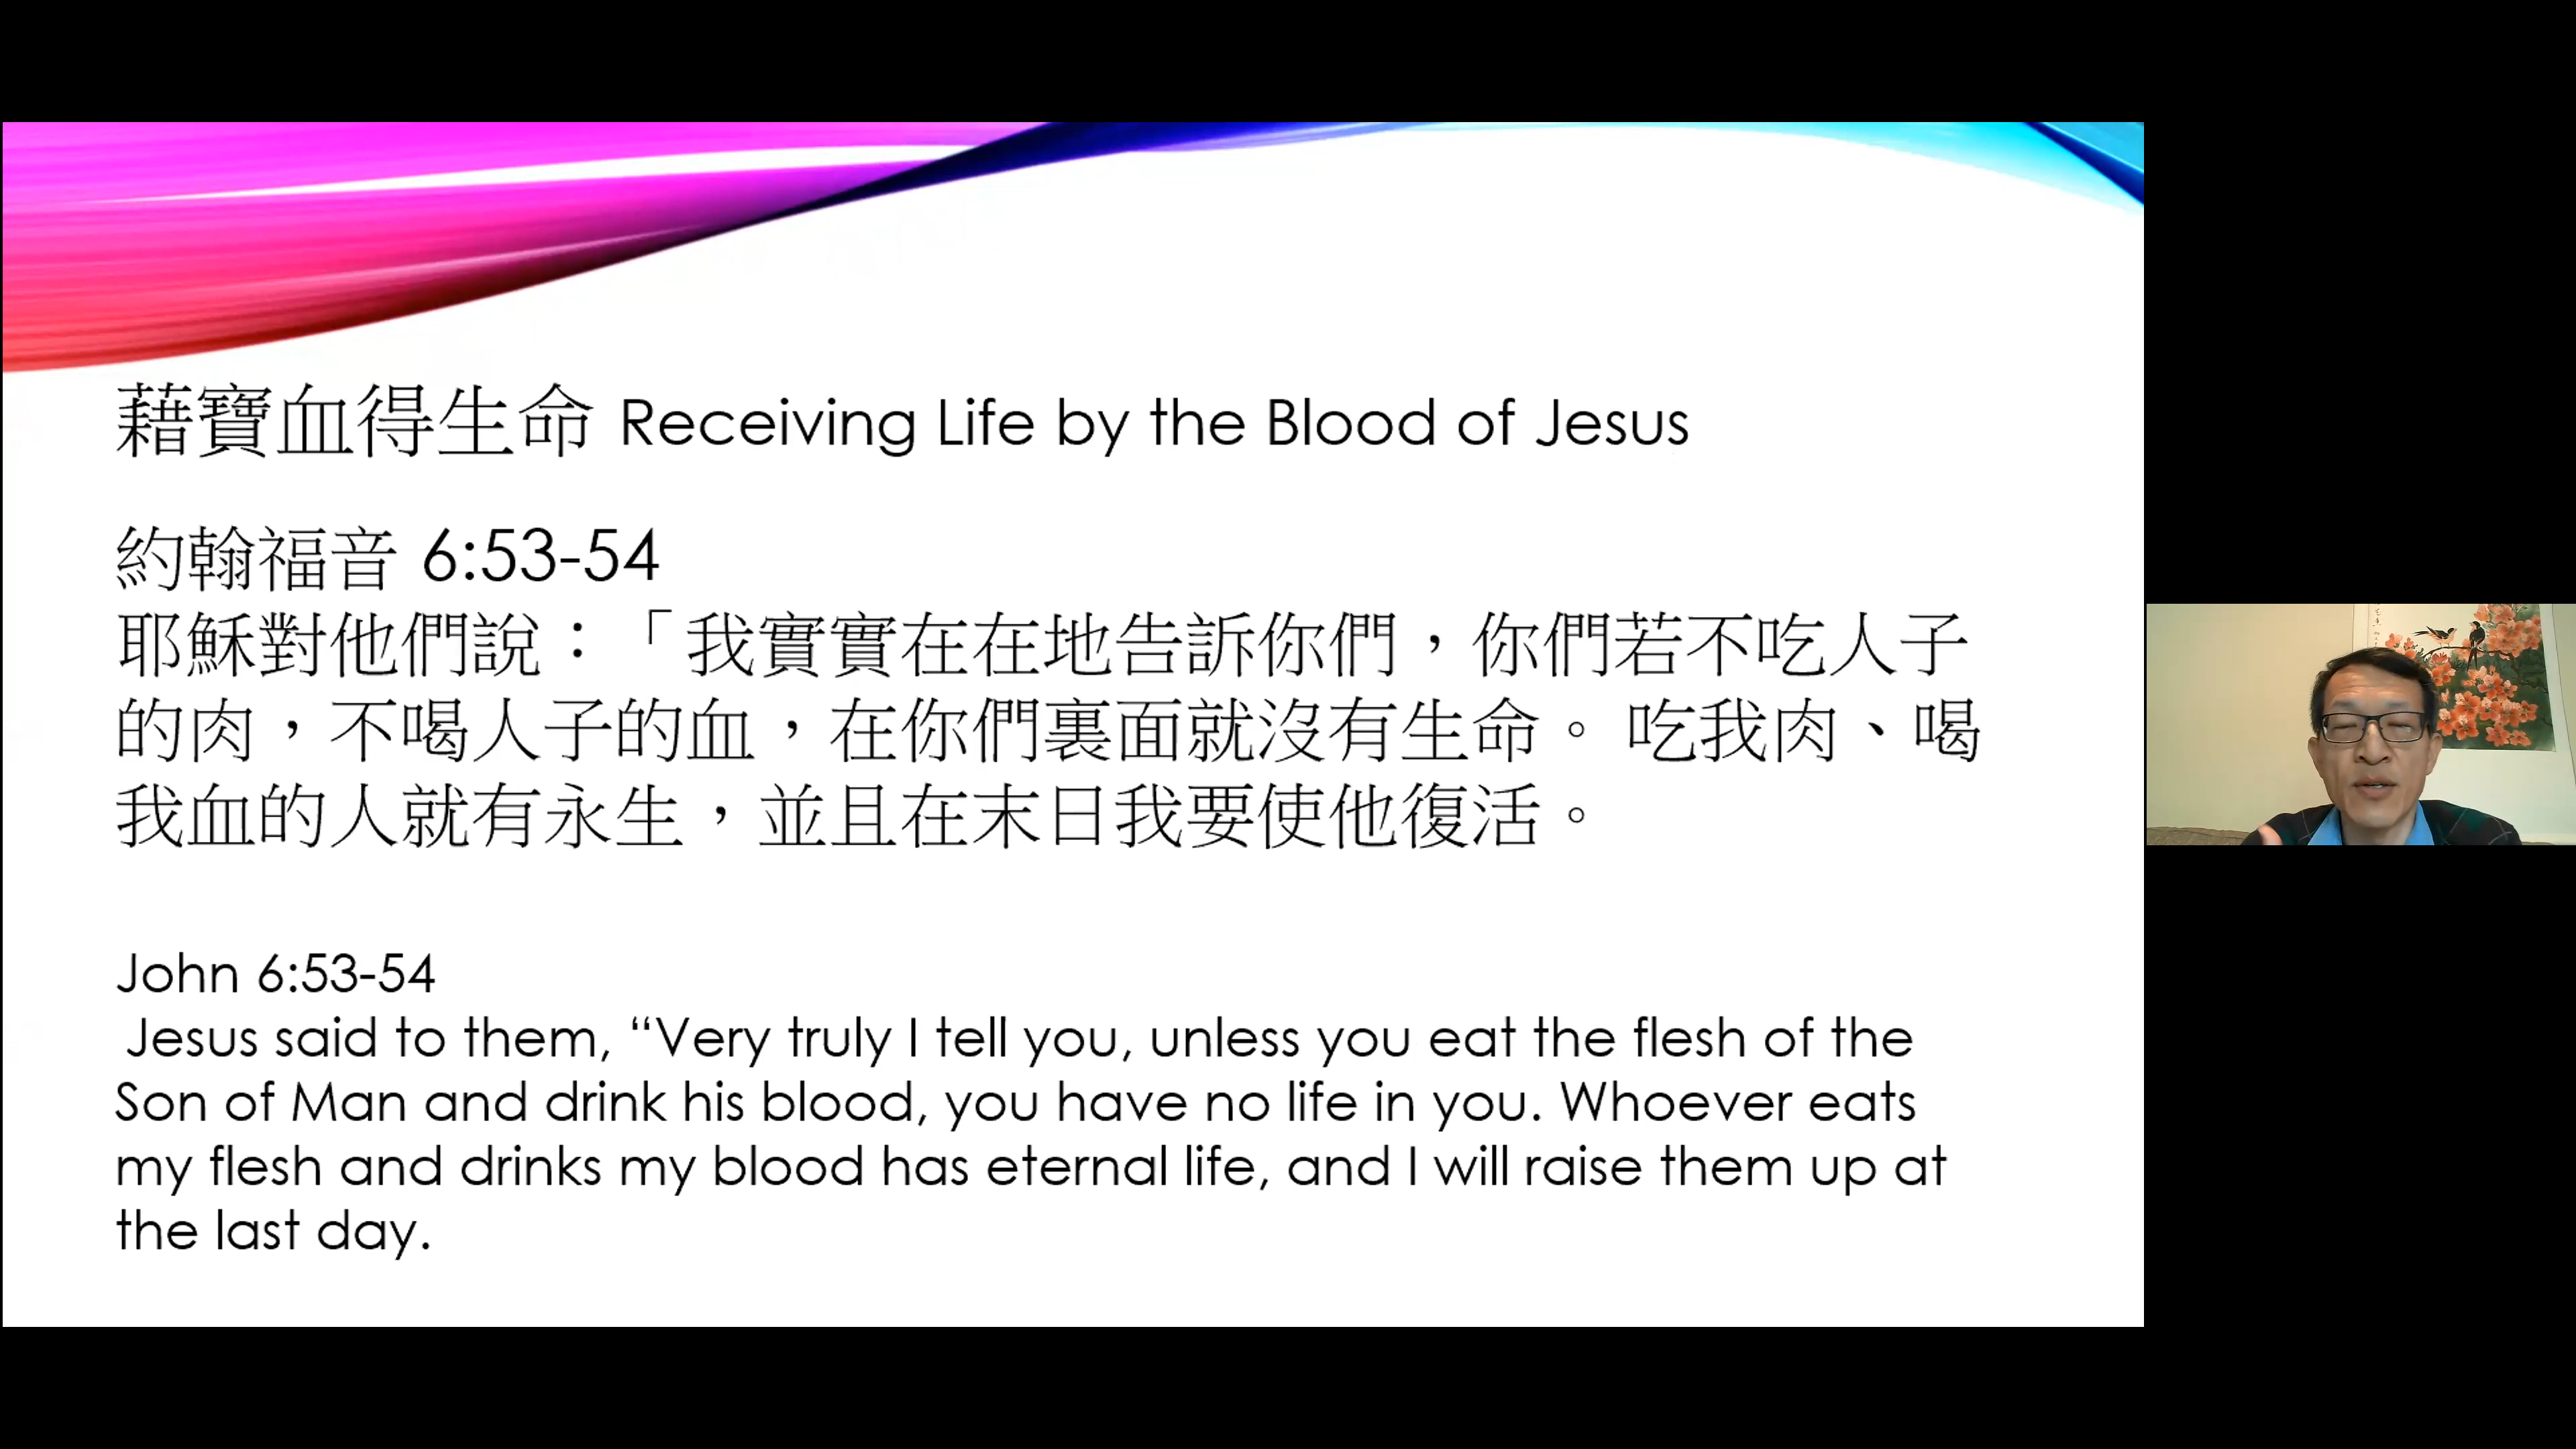 藉寶血得生命 Receiving Life by the Blood of Jesus
約翰福音 6:53-54
耶穌對他們說：「我實實在在地告訴你們，你們若不吃人子
的肉，不喝人子的血，在你們裏面就沒有生命。 吃我肉、喝
我血的人就有永生，並且在末日我要使他復活。
John 6:53-54
Jesus said to them, “Very truly I tell you, unless you eat the flesh of the
Son of Man and drink his blood, you have no life in you. Whoever eats
my flesh and drinks my blood has eternal life, and I will raise them up at
the last day.